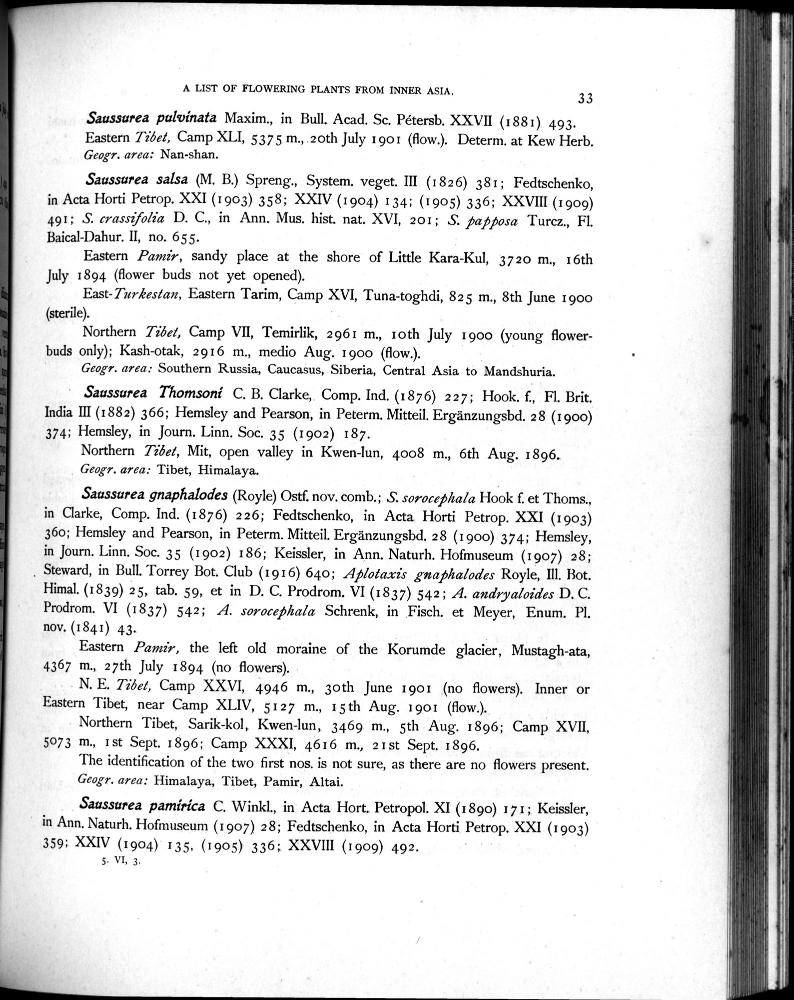 A LIST OF FLOWERING PLANTS FROM INNER ASIA.
33
Saussurea pulvinata Maxim., in Bull. Acad. Sc. Pétersb. XXVII (1881) 493.
Eastern Tibet, Camp XLI, 5375 m., 20th July 1901 (flow.). Determ. at Kew Herb.
Geogr. area: Nan-shan.
Saussurea salsa (M. B.) Spreng., System. veget. III (1826) 381; Fedtschenko,
in Acta Horti Petrop. XXI (1903) 358; XXIV (1904) 134; (1905) 336; XXVIII (1909)
491; S. crassifolia D. C., in Ann. Mus. hist. nat. XVI, 201; S. papposa Turcz., Fl.
Baical-Dahur. II, no. 655.
Eastern Pamir, sandy place at the shore of Little Kara-Kul, 3720 m., 16th
July 1894 (flower buds not yet opened).
East-Turkestan, Eastern Tarim, Camp XVI, Tuna-toghdi, 825 m., 8th June 1900
(sterile).
Northern Tibet, Camp VII, Temirlik, 2961 m., 10th July 1900 (young flower-
buds only); Kash-otak, 2916 m., medio Aug. 1900 (flow.).
Geogr. area: Southern Russia, Caucasus, Siberia, Central Asia to Mandshuria.
Saussurea Thomsoni C. B. Clarke, Comp. Ind. (1876) 227; Hook. f., Fl. Brit.
India III (1882) 366; Hemsley and Pearson, in Peterm. Mitteil. Ergänzungsbd. 28 (1900)
374; Hemsley, in Journ. Linn. Soc. 35 (1902) 187.
Northern Tibet, Mit, open valley in Kwen-lun, 4008 m., 6th Aug. 1896.
Geogr. area: Tibet, Himalaya.
Saussurea gnaphalodes (Royle) Ostf. nov. comb.; S. sorocephala Hook f. et Thoms.,
in Clarke, Comp. Ind. (1876) 226; Fedtschenko, in Acta Horti Petrop. XXI (1903)
360; Hemsley and Pearson, in Peterm. Mitteil. Ergänzungsbd. 28 (1900) 374; Hemsley,
in Journ. Linn. Soc. 35 (1902) 186; Keissler, in Ann. Naturh. Hofmuseum (1907) 28;
Steward, in Bull. Torrey Bot. Club (1916) 640; Aplotaxis gnaphalodes Royle, Ill. Bot.
Himal. (1839) 25, tab. 59, et in D. C. Prodrom. VI (1837) 542; A. andryaloides D. C.
Prodrom. VI (1837) 542; A. sorocephala Schrenk, in Fisch. et Meyer, Enum. Pl.
nov. (1841) 43.
Eastern Pamir, the left old moraine of the Korumde glacier, Mustagh-ata,
4367 m., 27th July 1894 (no flowers).
N. E. Tibet, Camp XXVI, 4946 m., 30th June 1901 (no flowers). Inner or
Eastern Tibet, near Camp XLIV, 5127 m., 15th Aug. 1901 (flow.).
Northern Tibet, Sarik-kol, Kwen-lun, 3469 m., 5th Aug. 1896; Camp XVII,
5073 m., 1st Sept. 1896; Camp XXXI, 4616 m., 21st Sept. 1896.
The identification of the two first nos. is not sure, as there are no flowers present.
Geogr. area: Himalaya, Tibet, Pamir, Altai.
Saussurea pamirica C. Winkl., in Acta Hort. Petropol. XI (1890) 171; Keissler,
in Ann. Naturh. Hofmuseum (1907) 28; Fedtschenko, in Acta Horti Petrop. XXI (1903)
359; XXIV (1904) 135, (1905) 336; XXVIII (1909) 492.
5. VI, 3.